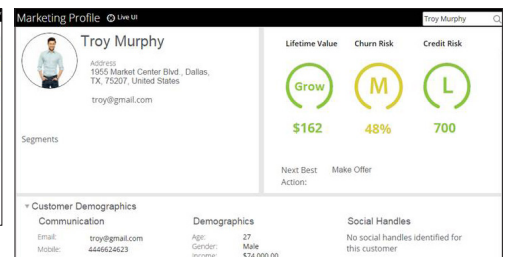 Marketing Profile Live UI
Troy Murphy
Troy Murphy
Address
1955 Market Center Blvd., Dallas,
TX, 75207, United States
troy@gmail.com
Segments
Lifetime Value Churn Risk Credit Risk
Grow M L
$162 48% 700
Next Best Make Offer
Action:
Customer Demographics
Communication Demographics Social Handles
Email: troy@gmail.com Age: 27 No social handles identified for
Mobile: 4446624623 Gender: Male this customer
Income: $74,000.00